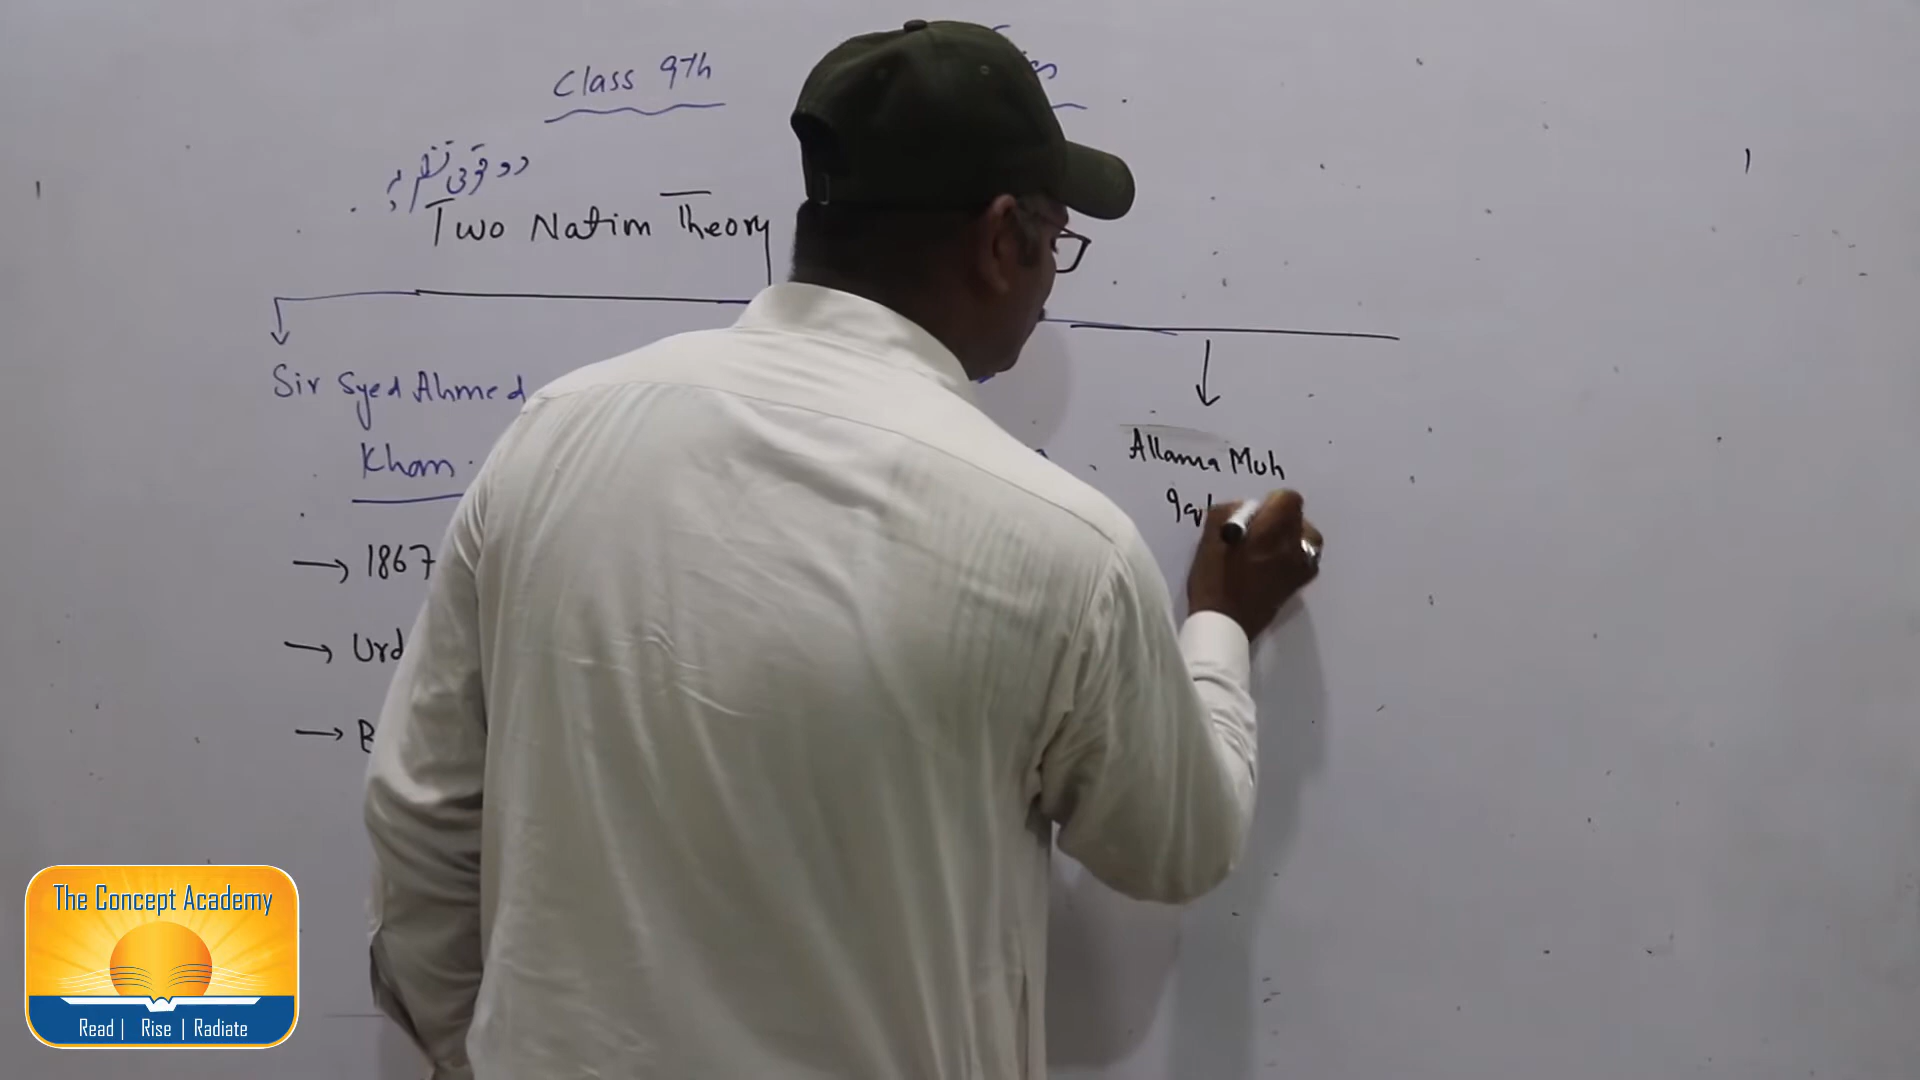 Class 9th
دو قومی نظریہ
Two Nation Theory
Sir Syed Ahmed
Khan.
→ 1867
→ Urd
→
Allama Muh
Iq
The Concept Academy
Read | Rise | Radiate